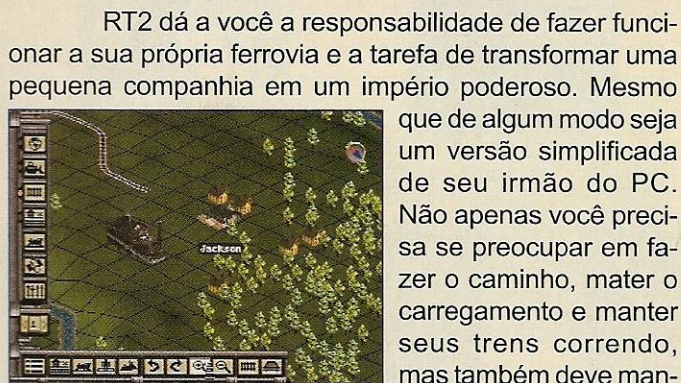 RT2 dá a você a responsabilidade de fazer funci-
onar a sua própria ferrovia e a tarefa de transformar uma
pequena companhia em um império poderoso. Mesmo
que de algum modo seja
um versão simplificada
de seu irmão do PC.
Não apenas você preci-
sa se preocupar em fa-
zer o caminho, mater o
carregamento e manter
seus trens correndo,
mas também deve man-
Jackson